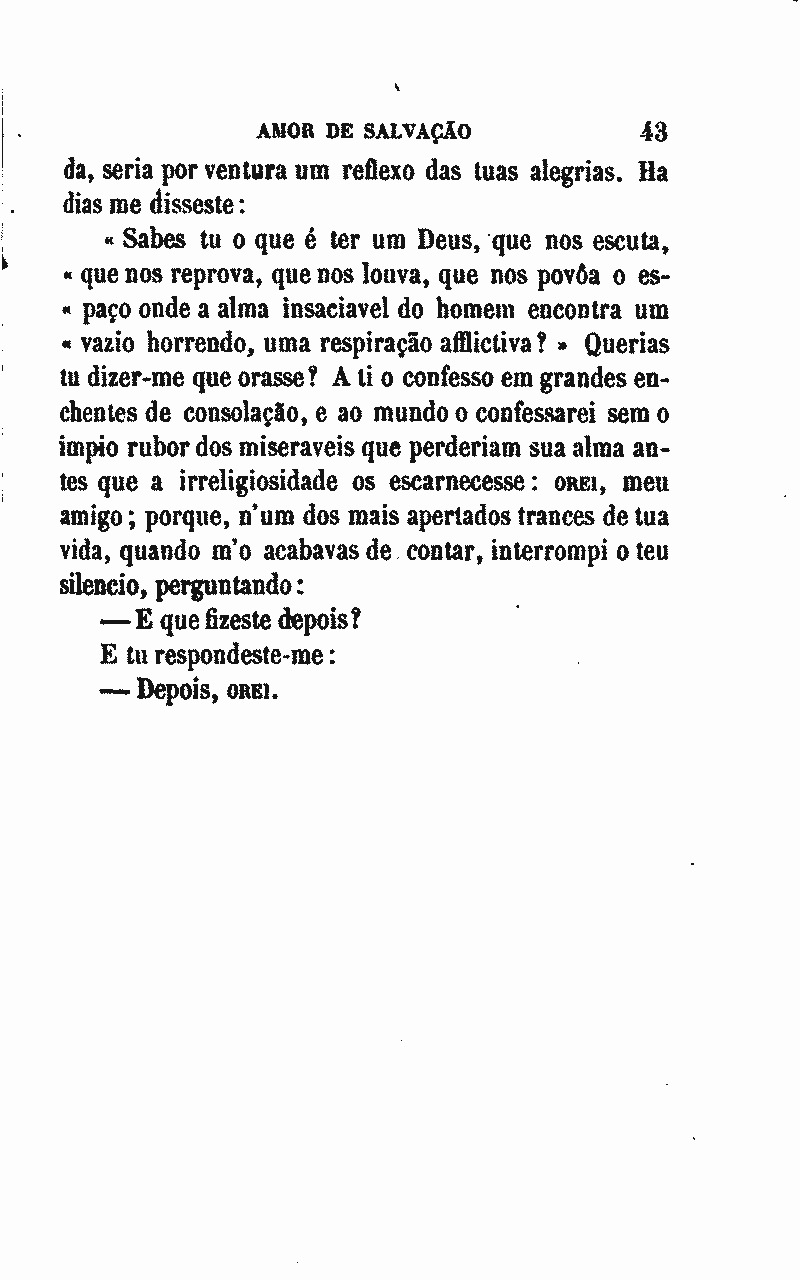 AMOR DE SALVAÇÃO 43
da, seria por ventura um reflexo das tuas alegrias. Ha
dias me disseste:
« Sabes tu o que é ter um Deus, que nos escuta,
« que nos reprova, que nos louva, que nos povôa o es-
« paço onde a alma insaciavel do homem encontra um
« vazio horrendo, uma respiração afflictiva? » Querias
tu dizer-me que orasse? A ti o confesso em grandes en-
chentes de consolação, e ao mundo o confessarei sem o
impio rubor dos miseraveis que perderiam sua alma an-
tes que a irreligiosidade os escarnecesse: OREI, meu
amigo; porque, n'um dos mais apertados trances de tua
vida, quando m'o acabavas de contar, interrompi o teu
silencio, perguntando:
— E que fizeste depois?
E tu respondeste-me:
— Depois, OREI.